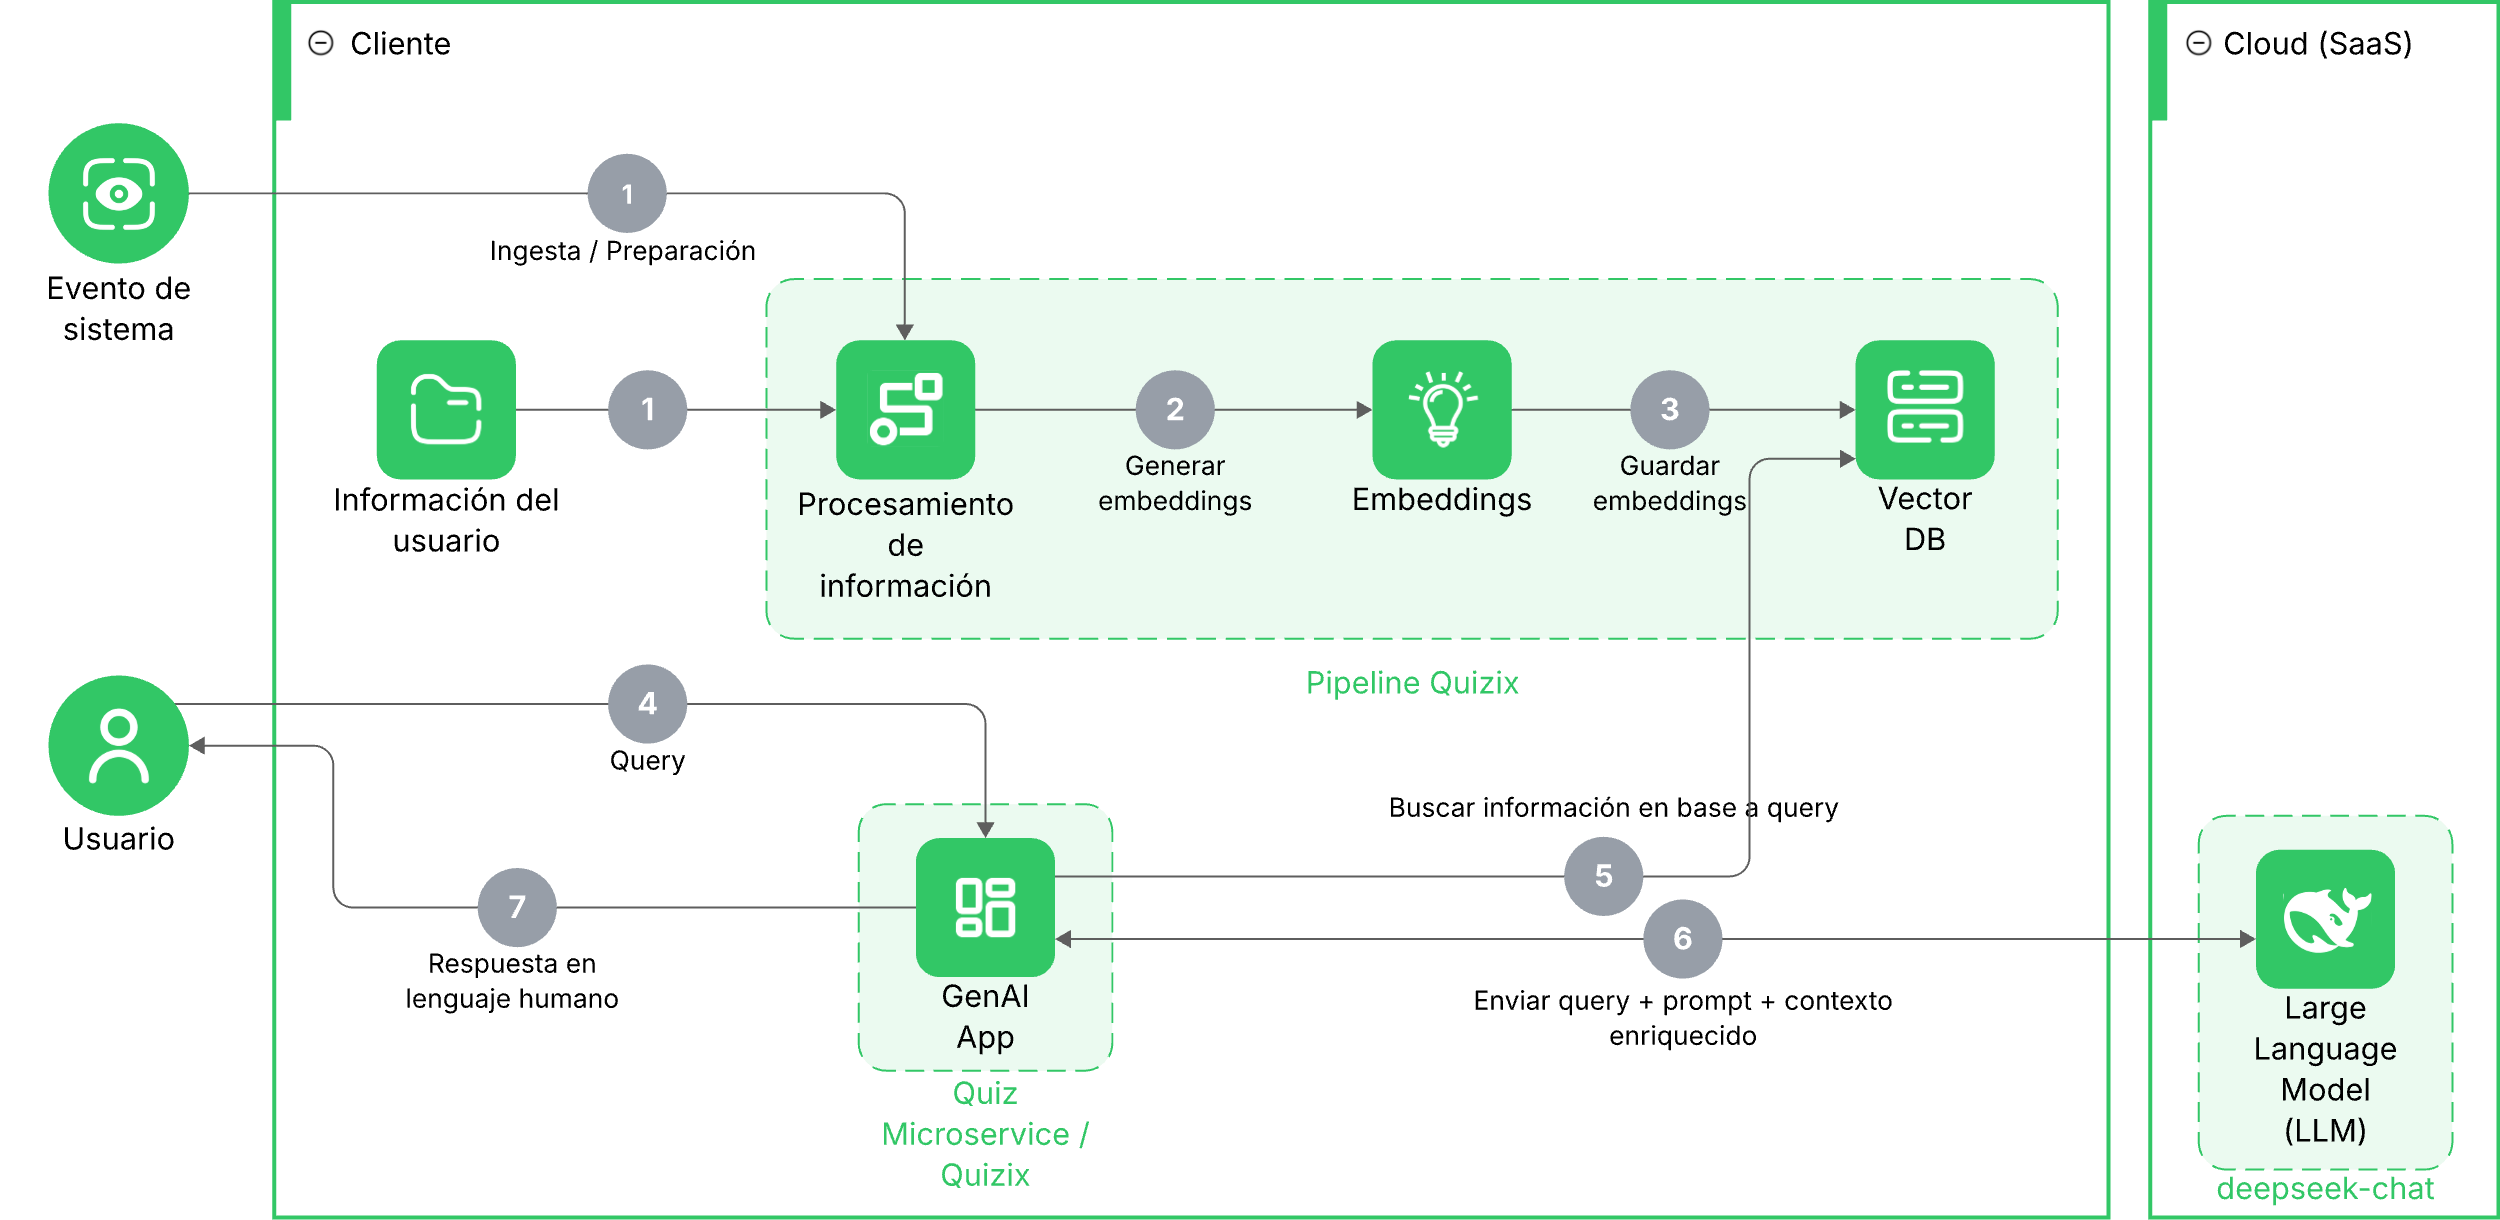 Cliente
Cloud (SaaS)
1
Ingesta / Preparación
Evento de
sistema
1
2
3
Generar
embeddings
Guardar
embeddings
Información del
usuario
Procesamiento
de
información
Embeddings
Vector
DB
Pipeline Quizix
4
Query
Usuario
Buscar información en base a query
5
7
6
Respuesta en
lenguaje humano
GenAI
App
Enviar query + prompt + contexto
enriquecido
Large
Language
Model
(LLM)
Quiz
Microservice /
Quizix
deepseek-chat